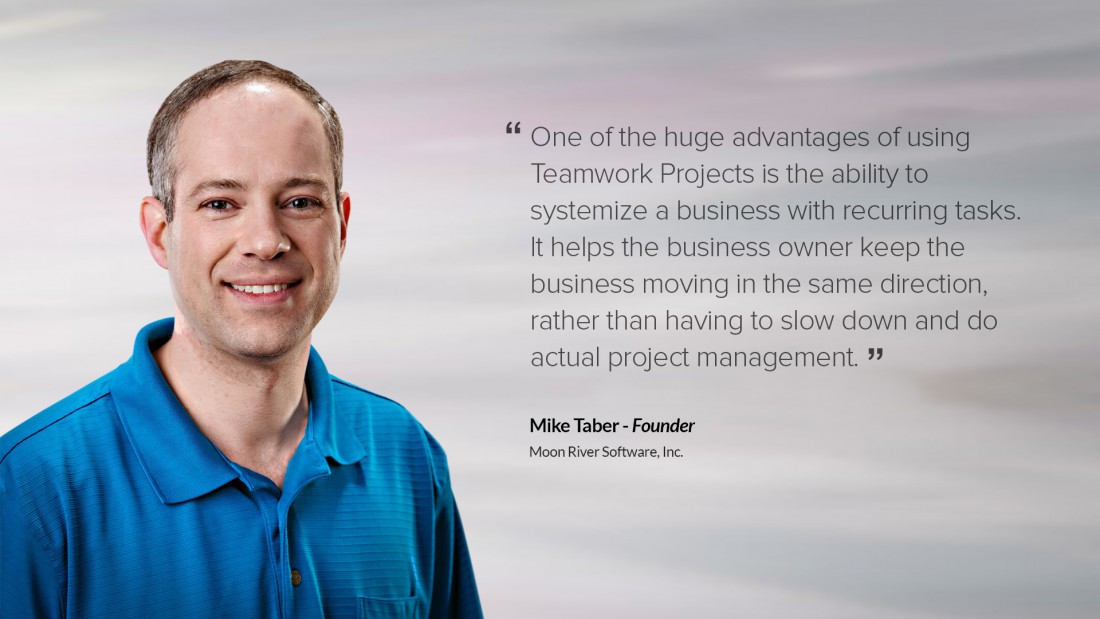 “ One of the huge advantages of using
Teamwork Projects is the ability to
systemize a business with recurring tasks.
It helps the business owner keep the
business moving in the same direction,
rather than having to slow down and do
actual project management. ”
Mike Taber - Founder
Moon River Software, Inc.